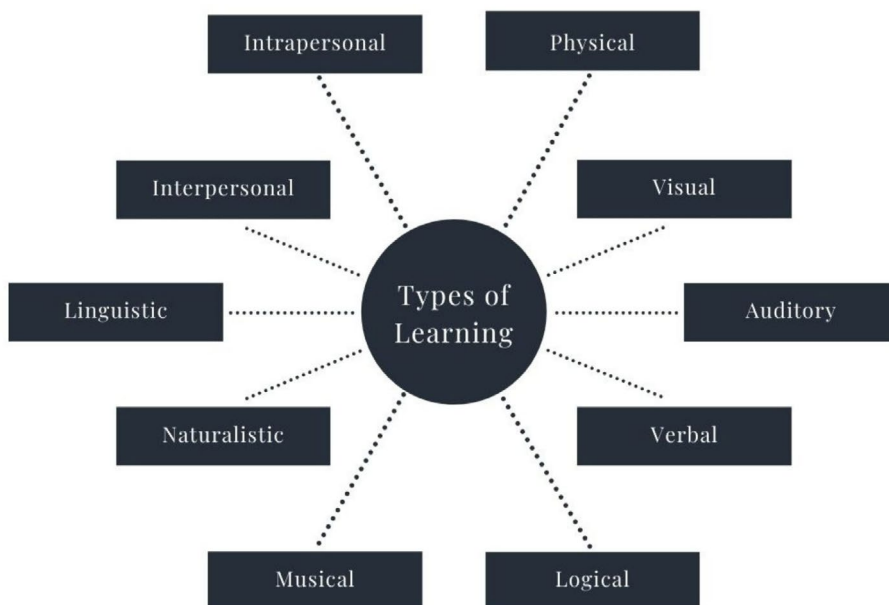 Intrapersonal
Physical
Interpersonal
Visual
Types of
Learning
Linguistic
Auditory
Naturalistic
Verbal
Musical
Logical